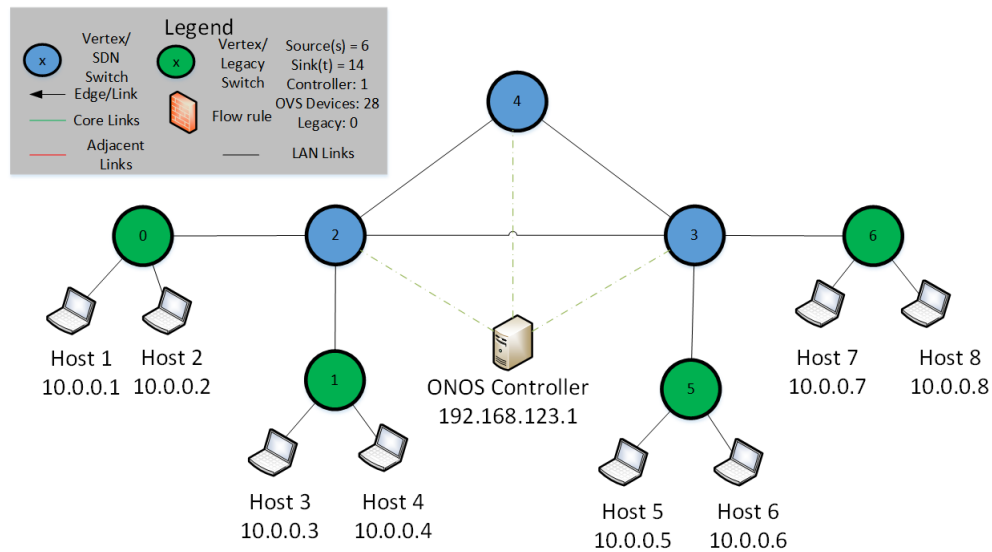 Legend
Vertex/
SDN
Switch
x
Vertex/
Legacy
Switch
x
Source(s) = 6
Sink(t) = 14
Controller: 1
OVS Devices: 28
Legacy: 0
Edge/Link
Core Links
Flow rule
Adjacent
Links
LAN Links
4
0
2
3
6
1
5
Host 1
10.0.0.1
Host 2
10.0.0.2
ONOS Controller
192.168.123.1
Host 7
10.0.0.7
Host 8
10.0.0.8
Host 3
10.0.0.3
Host 4
10.0.0.4
Host 5
10.0.0.5
Host 6
10.0.0.6